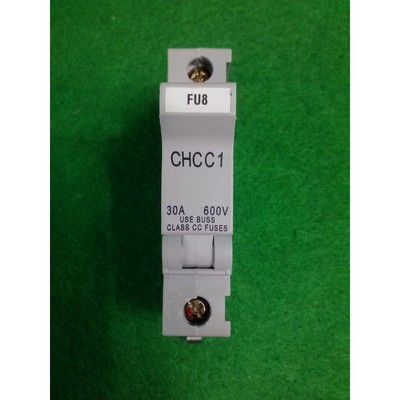 FU8
CHCC1
30A 600V
USE BUSS
CLASS CC FUSES